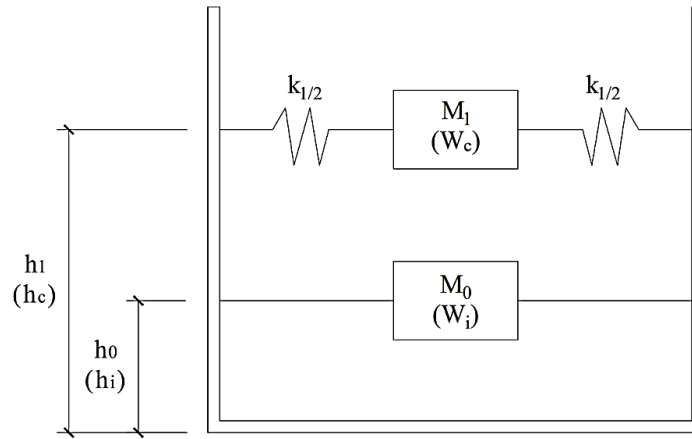 k1/2
k1/2
M1
(Wc)
h1
(hc)
M0
(Wi)
h0
(hi)